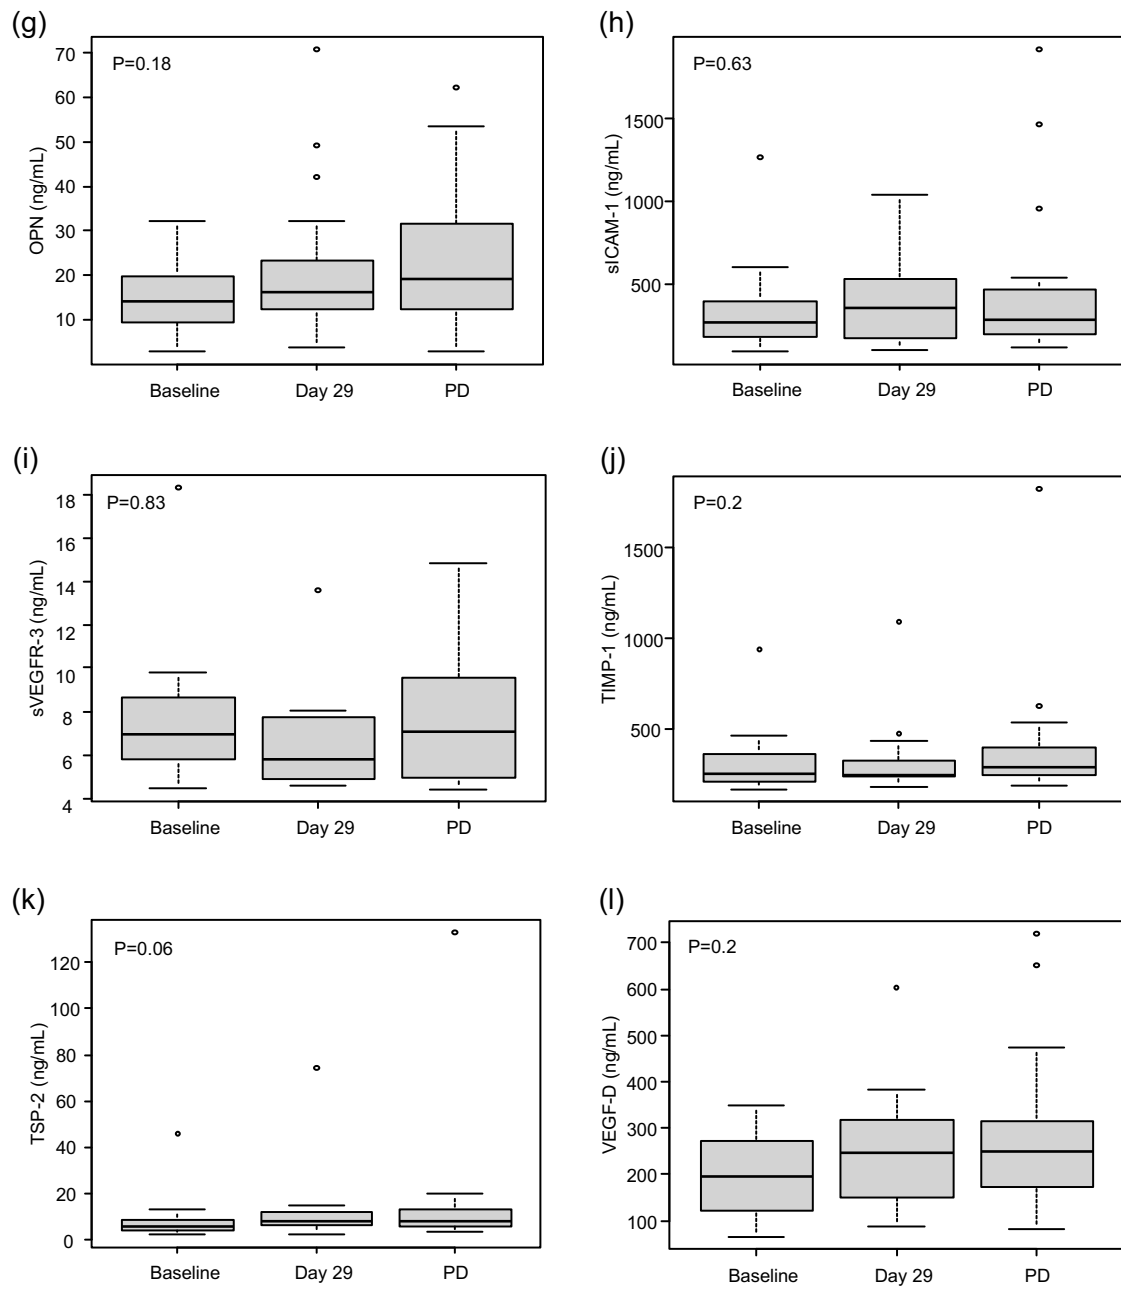 (g)
OPN (ng/mL)
70
60
50
40
30
20
10
P=0.18
Baseline Day 29 PD
(h)
sICAM-1 (ng/mL)
1500
1000
500
P=0.63
Baseline Day 29 PD
(i)
sVEGFR-3 (ng/mL)
18
16
14
12
10
8
6
4
P=0.83
Baseline Day 29 PD
(j)
TIMP-1 (ng/mL)
1500
1000
500
P=0.2
Baseline Day 29 PD
(k)
TSP-2 (ng/mL)
120
100
80
60
40
20
0
P=0.06
Baseline Day 29 PD
(l)
VEGF-D (ng/mL)
700
600
500
400
300
200
100
P=0.2
Baseline Day 29 PD